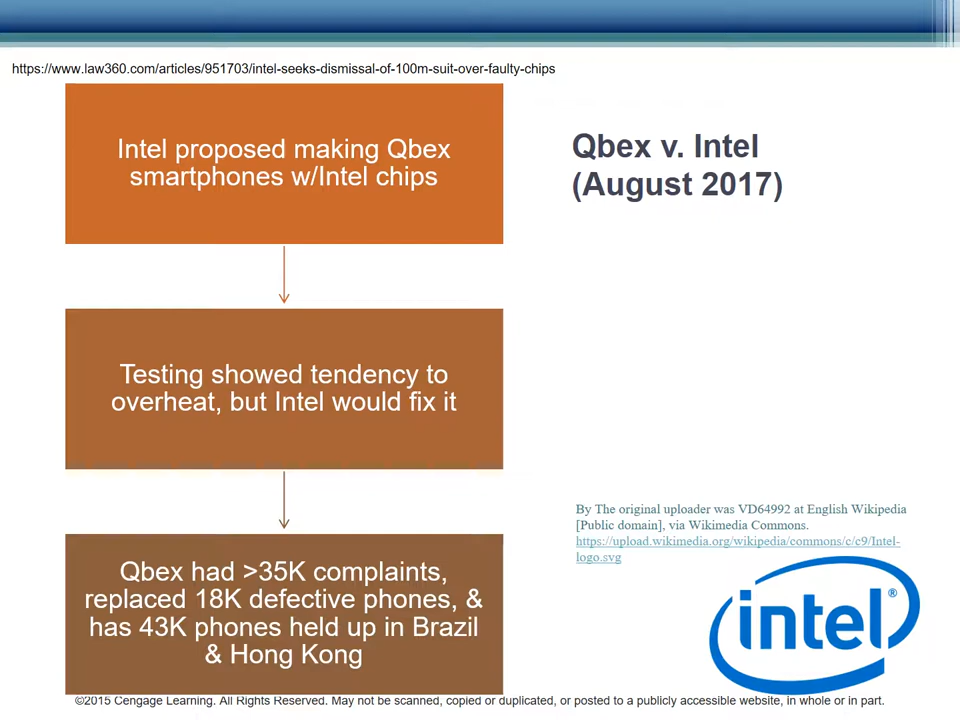 https://www.law360.com/articles/951703/intel-seeks-dismissal-of-100m-suit-over-faulty-chips
Intel proposed making Qbex
smartphones w/Intel chips
Qbex v. Intel
(August 2017)
Testing showed tendency to
overheat, but Intel would fix it
Qbex had >35K complaints,
replaced 18K defective phones, &
has 43K phones held up in Brazil
& Hong Kong
By The original uploader was VD64992 at English Wikipedia
[Public domain], via Wikimedia Commons.
https://upload.wikimedia.org/wikipedia/commons/c/c9/Intel-
logo.svg
intel®
©2015 Cengage Learning. All Rights Reserved. May not be scanned, copied or duplicated, or posted to a publicly accessible website, in whole or in part.